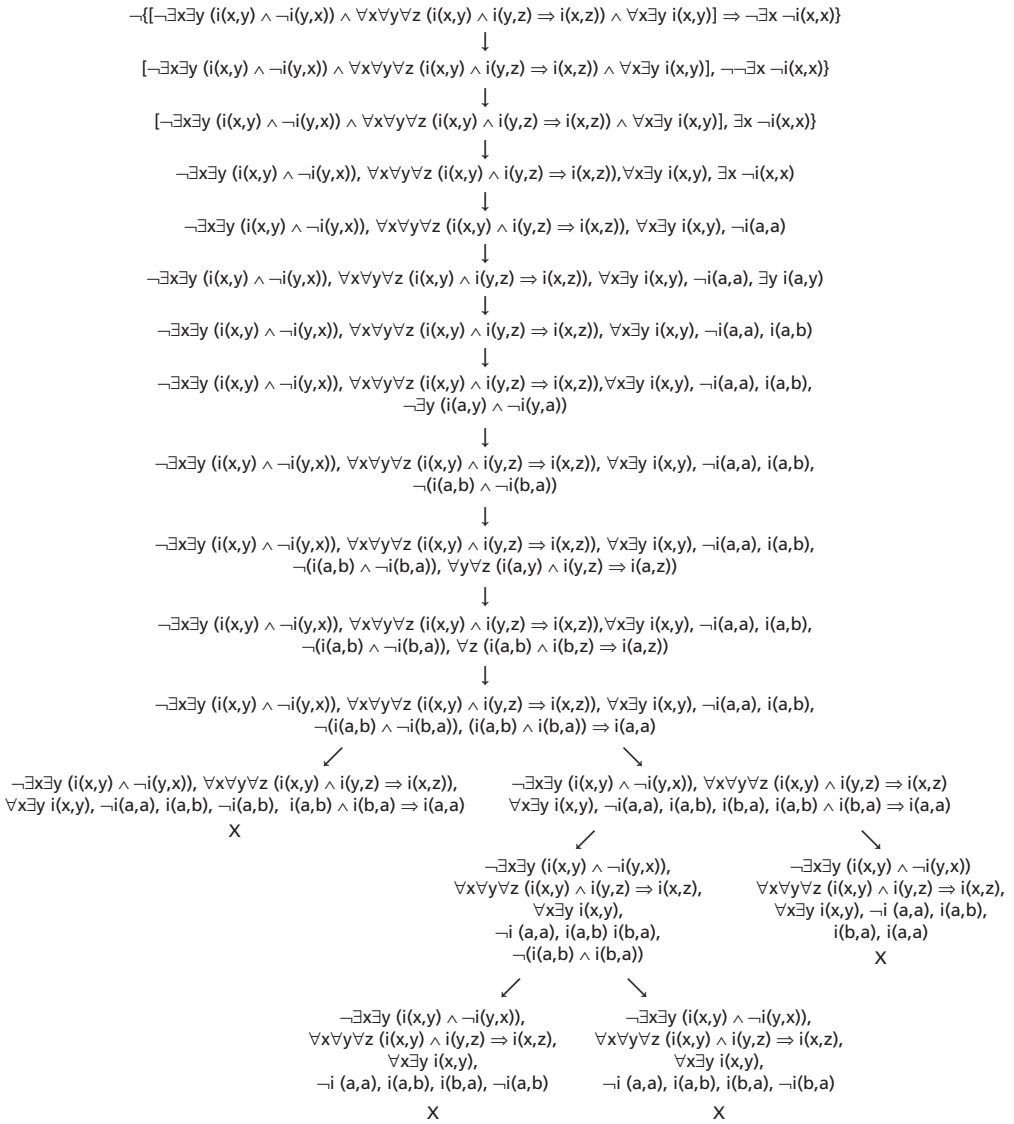 ¬{[¬∃x∃y (i(x,y) ∧ ¬i(y,x)) ∧ ∀x∀y∀z (i(x,y) ∧ i(y,z) ⇒ i(x,z)) ∧ ∀x∃y i(x,y)] ⇒ ¬∃x ¬i(x,x)}
↓
[¬∃x∃y (i(x,y) ∧ ¬i(y,x)) ∧ ∀x∀y∀z (i(x,y) ∧ i(y,z) ⇒ i(x,z)) ∧ ∀x∃y i(x,y)], ¬¬∃x ¬i(x,x)}
↓
[¬∃x∃y (i(x,y) ∧ ¬i(y,x)) ∧ ∀x∀y∀z (i(x,y) ∧ i(y,z) ⇒ i(x,z)) ∧ ∀x∃y i(x,y)], ∃x ¬i(x,x)}
↓
¬∃x∃y (i(x,y) ∧ ¬i(y,x)), ∀x∀y∀z (i(x,y) ∧ i(y,z) ⇒ i(x,z)),∀x∃y i(x,y), ∃x ¬i(x,x)
↓
¬∃x∃y (i(x,y) ∧ ¬i(y,x)), ∀x∀y∀z (i(x,y) ∧ i(y,z) ⇒ i(x,z)), ∀x∃y i(x,y), ¬i(a,a)
↓
¬∃x∃y (i(x,y) ∧ ¬i(y,x)), ∀x∀y∀z (i(x,y) ∧ i(y,z) ⇒ i(x,z)), ∀x∃y i(x,y), ¬i(a,a), ∃y i(a,y)
↓
¬∃x∃y (i(x,y) ∧ ¬i(y,x)), ∀x∀y∀z (i(x,y) ∧ i(y,z) ⇒ i(x,z)), ∀x∃y i(x,y), ¬i(a,a), i(a,b)
↓
¬∃x∃y (i(x,y) ∧ ¬i(y,x)), ∀x∀y∀z (i(x,y) ∧ i(y,z) ⇒ i(x,z)),∀x∃y i(x,y), ¬i(a,a), i(a,b),
¬∃y (i(a,y) ∧ ¬i(y,a))
↓
¬∃x∃y (i(x,y) ∧ ¬i(y,x)), ∀x∀y∀z (i(x,y) ∧ i(y,z) ⇒ i(x,z)), ∀x∃y i(x,y), ¬i(a,a), i(a,b),
¬(i(a,b) ∧ ¬i(b,a))
↓
¬∃x∃y (i(x,y) ∧ ¬i(y,x)), ∀x∀y∀z (i(x,y) ∧ i(y,z) ⇒ i(x,z)), ∀x∃y i(x,y), ¬i(a,a), i(a,b),
¬(i(a,b) ∧ ¬i(b,a)), ∀y∀z (i(a,y) ∧ i(y,z) ⇒ i(a,z))
↓
¬∃x∃y (i(x,y) ∧ ¬i(y,x)), ∀x∀y∀z (i(x,y) ∧ i(y,z) ⇒ i(x,z)),∀x∃y i(x,y), ¬i(a,a), i(a,b),
¬(i(a,b) ∧ ¬i(b,a)), ∀z (i(a,b) ∧ i(b,z) ⇒ i(a,z))
↓
¬∃x∃y (i(x,y) ∧ ¬i(y,x)), ∀x∀y∀z (i(x,y) ∧ i(y,z) ⇒ i(x,z)), ∀x∃y i(x,y), ¬i(a,a), i(a,b),
¬(i(a,b) ∧ ¬i(b,a)), (i(a,b) ∧ i(b,a)) ⇒ i(a,a)
↙ ↘
¬∃x∃y (i(x,y) ∧ ¬i(y,x)), ∀x∀y∀z (i(x,y) ∧ i(y,z) ⇒ i(x,z)),
∀x∃y i(x,y), ¬i(a,a), i(a,b), ¬i(a,b), i(a,b) ∧ i(b,a) ⇒ i(a,a)
X
¬∃x∃y (i(x,y) ∧ ¬i(y,x)), ∀x∀y∀z (i(x,y) ∧ i(y,z) ⇒ i(x,z)
∀x∃y i(x,y), ¬i(a,a), i(a,b), i(b,a), i(a,b) ∧ i(b,a) ⇒ i(a,a)
↙ ↘
¬∃x∃y (i(x,y) ∧ ¬i(y,x)),
∀x∀y∀z (i(x,y) ∧ i(y,z) ⇒ i(x,z),
∀x∃y i(x,y),
¬i (a,a), i(a,b) i(b,a),
¬(i(a,b) ∧ i(b,a))
¬∃x∃y (i(x,y) ∧ ¬i(y,x))
∀x∀y∀z (i(x,y) ∧ i(y,z) ⇒ i(x,z),
∀x∃y i(x,y), ¬i (a,a), i(a,b),
i(b,a), i(a,a)
X
↙ ↘
¬∃x∃y (i(x,y) ∧ ¬i(y,x)),
∀x∀y∀z (i(x,y) ∧ i(y,z) ⇒ i(x,z),
∀x∃y i(x,y),
¬i (a,a), i(a,b), i(b,a), ¬i(a,b)
X
¬∃x∃y (i(x,y) ∧ ¬i(y,x)),
∀x∀y∀z (i(x,y) ∧ i(y,z) ⇒ i(x,z),
∀x∃y i(x,y),
¬i (a,a), i(a,b), i(b,a), ¬i(b,a)
X